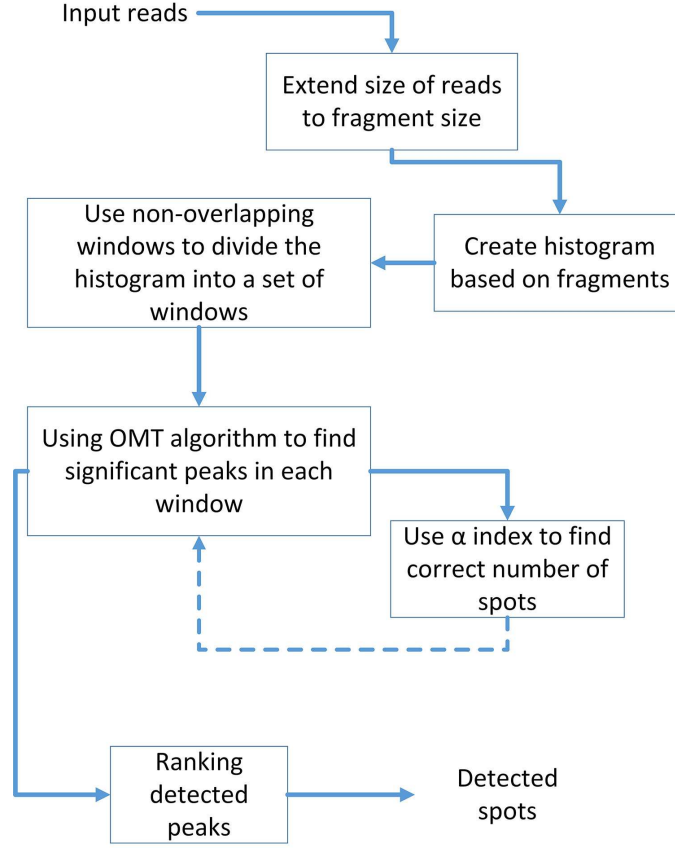 Input reads
Extend size of reads
to fragment size
Create histogram
based on fragments
Use non-overlapping
windows to divide the
histogram into a set of
windows
Using OMT algorithm to find
significant peaks in each
window
Use α index to find
correct number of
spots
Ranking
detected
peaks
Detected
spots